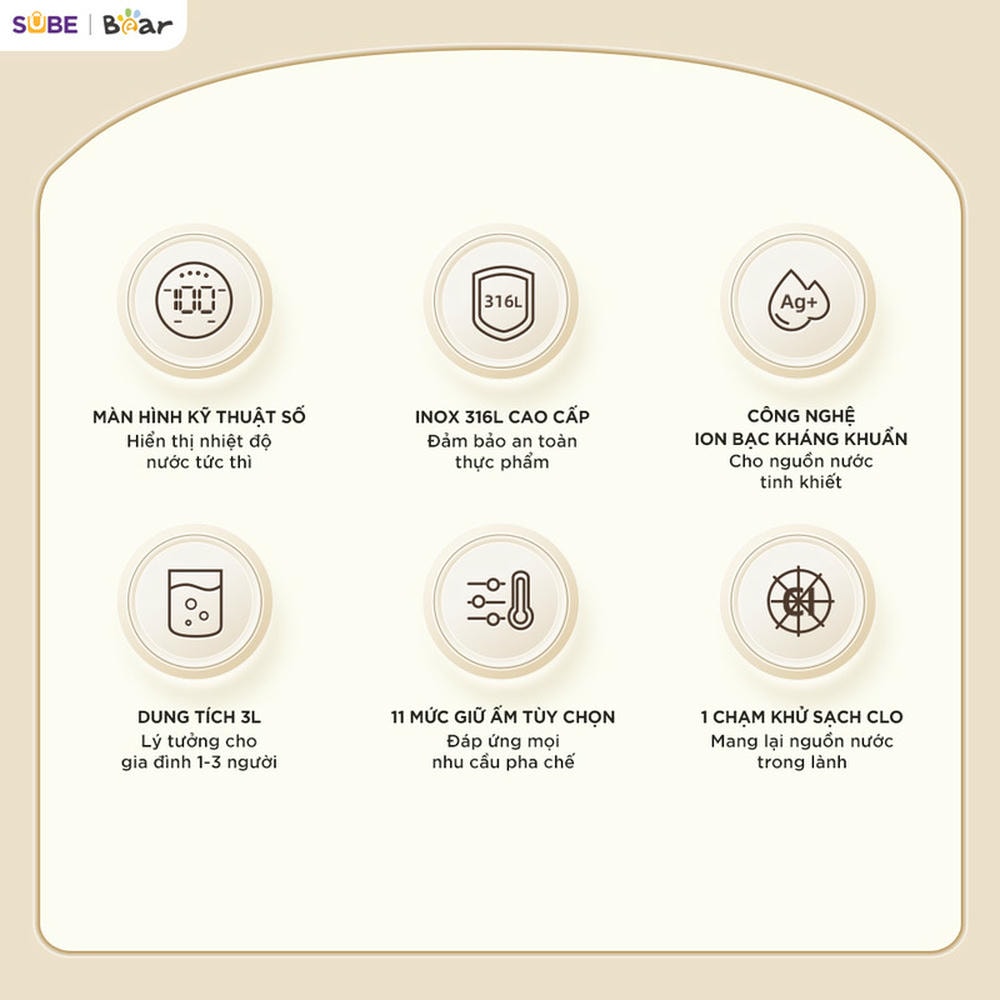 SUBE | Bear
100
316L
Ag+
MÀN HÌNH KỸ THUẬT SỐ
Hiển thị nhiệt độ
nước tức thì
INOX 316L CAO CẤP
Đảm bảo an toàn
thực phẩm
CÔNG NGHỆ
ION BẠC KHÁNG KHUẨN
Cho nguồn nước
tinh khiết
Cl
DUNG TÍCH 3L
Lý tưởng cho
gia đình 1-3 người
11 MỨC GIỮ ẤM TÙY CHỌN
Đáp ứng mọi
nhu cầu pha chế
1 CHẠM KHỬ SẠCH CLO
Mang lại nguồn nước
trong lành